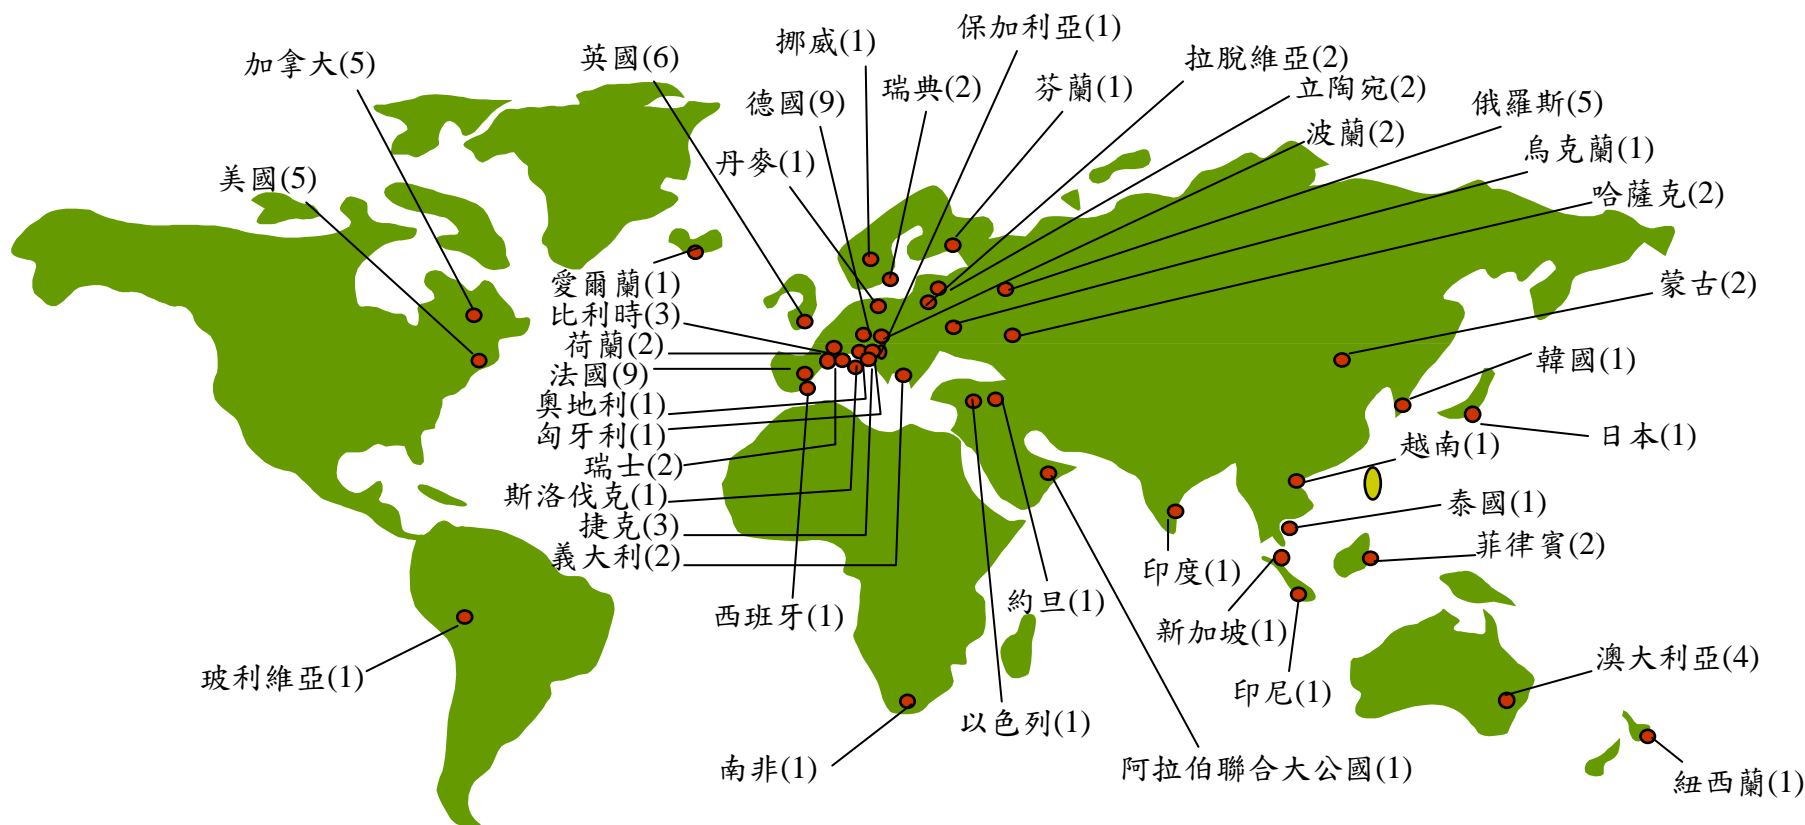 保加利亞(1)
挪威(1)
英國(6)
加拿大(5)
拉脫維亞(2)
瑞典(2)
芬蘭(1)
立陶宛(2)
德國(9)
俄羅斯(5)
波蘭(2)
烏克蘭(1)
丹麥(1)
美國(5)
哈薩克(2)
愛爾蘭(1)
蒙古(2)
比利時(3)
荷蘭(2)
韓國(1)
法國(9)
奧地利(1)
匈牙利(1)
日本(1)
越南(1)
瑞士(2)
斯洛伐克(1)
泰國(1)
捷克(3)
菲律賓(2)
義大利(2)
印度(1)
約旦(1)
西班牙(1)
新加坡(1)
澳大利亞(4)
玻利維亞(1)
印尼(1)
以色列(1)
南非(1)
阿拉伯聯合大公國(1)
紐西蘭(1)